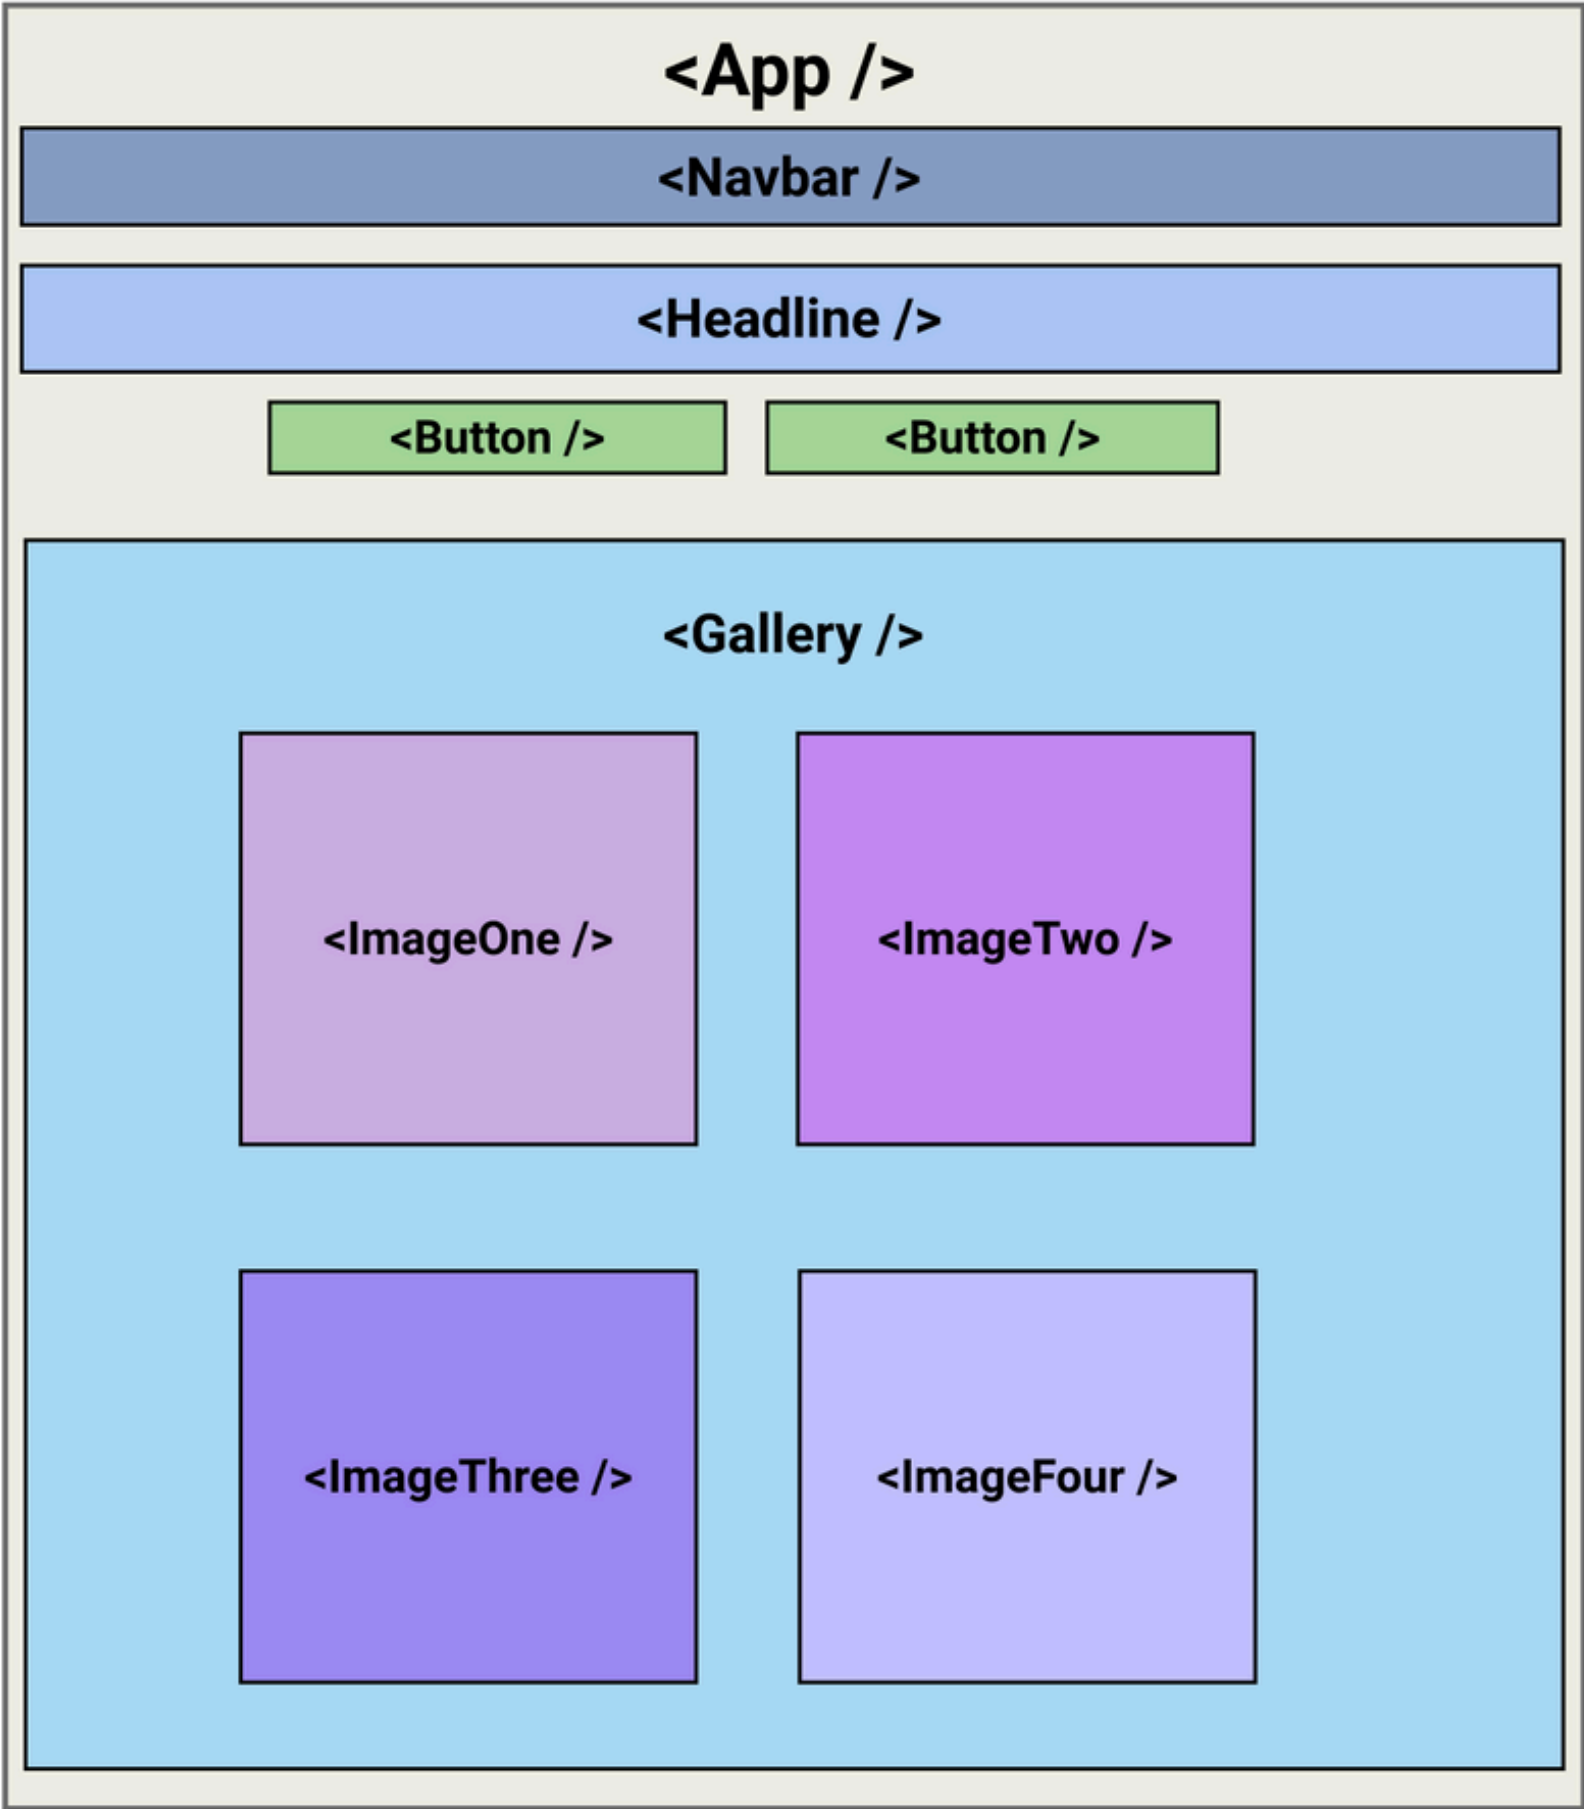 <App />
<Navbar />
<Headline />
<Button /> <Button />
<Gallery />
<ImageOne /> <ImageTwo />
<ImageThree /> <ImageFour />